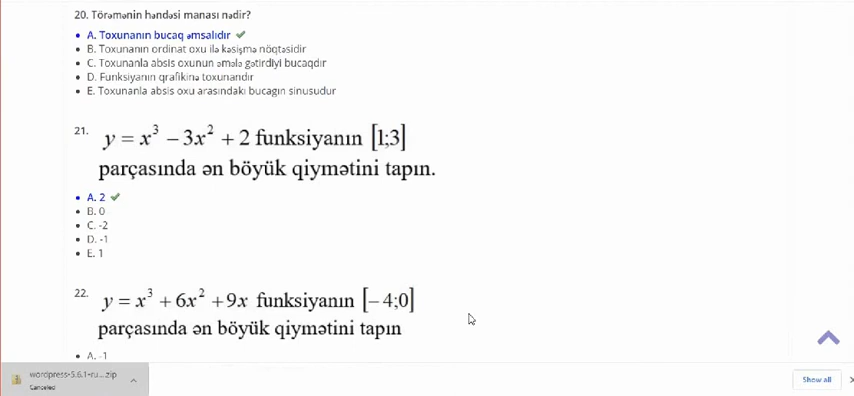 20. Törəmənin həndəsi manası nədir?
A. Toxunanın bucaq əmsalıdır
B. Toxunanın ordinat oxu ilə kəsişmə nöqtəsidir
C. Toxunanla absis oxunun əmələ gətirdiyi bucaqdır
D. Funksiyanın qrafikinə toxunandır
E. Toxunanla absis oxu arasındakı bucagın sinusudur
21. y = x³ − 3x² + 2 funksiyanın [1;3]
parçasında ən böyük qiymətini tapın.
A. 2
B. 0
C. -2
D. -1
E. 1
22. y = x³ + 6x² + 9x funksiyanın [− 4;0]
parçasında ən böyük qiymətini tapın
A. -1
wordpress-5.6.1-ru....zip
Canceled
Show all